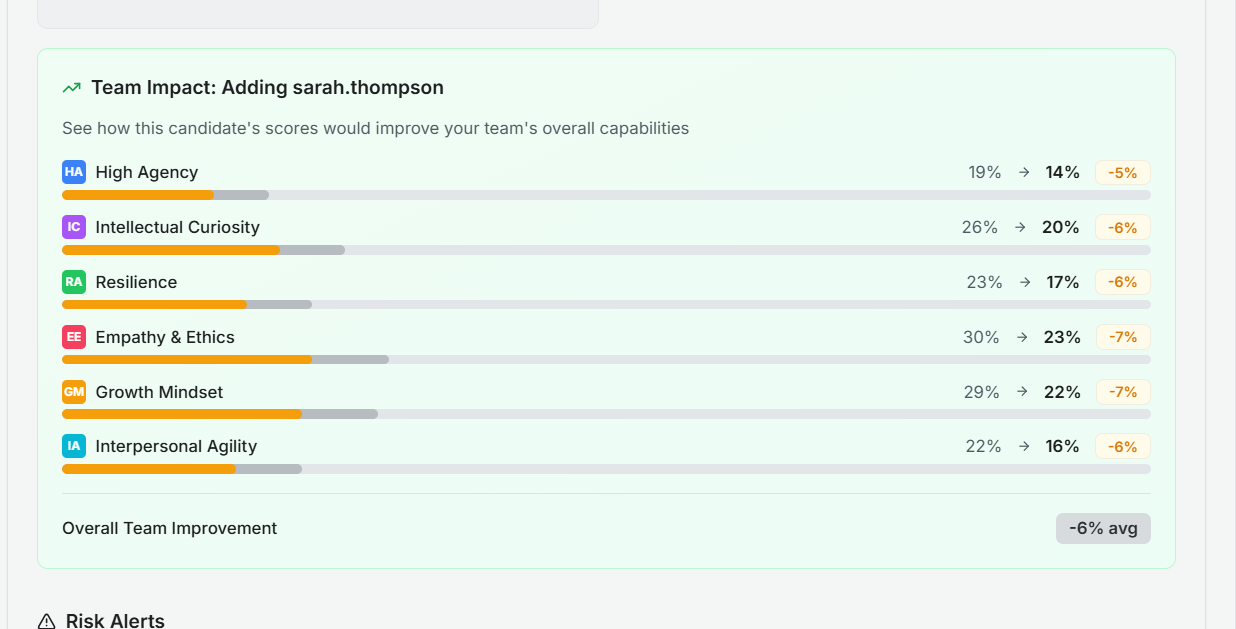 Team Impact: Adding sarah.thompson
See how this candidate's scores would improve your team's overall capabilities
HA High Agency 19% → 14% -5%
IC Intellectual Curiosity 26% → 20% -6%
RA Resilience 23% → 17% -6%
EE Empathy & Ethics 30% → 23% -7%
GM Growth Mindset 29% → 22% -7%
IA Interpersonal Agility 22% → 16% -6%
Overall Team Improvement -6% avg
Risk Alerts